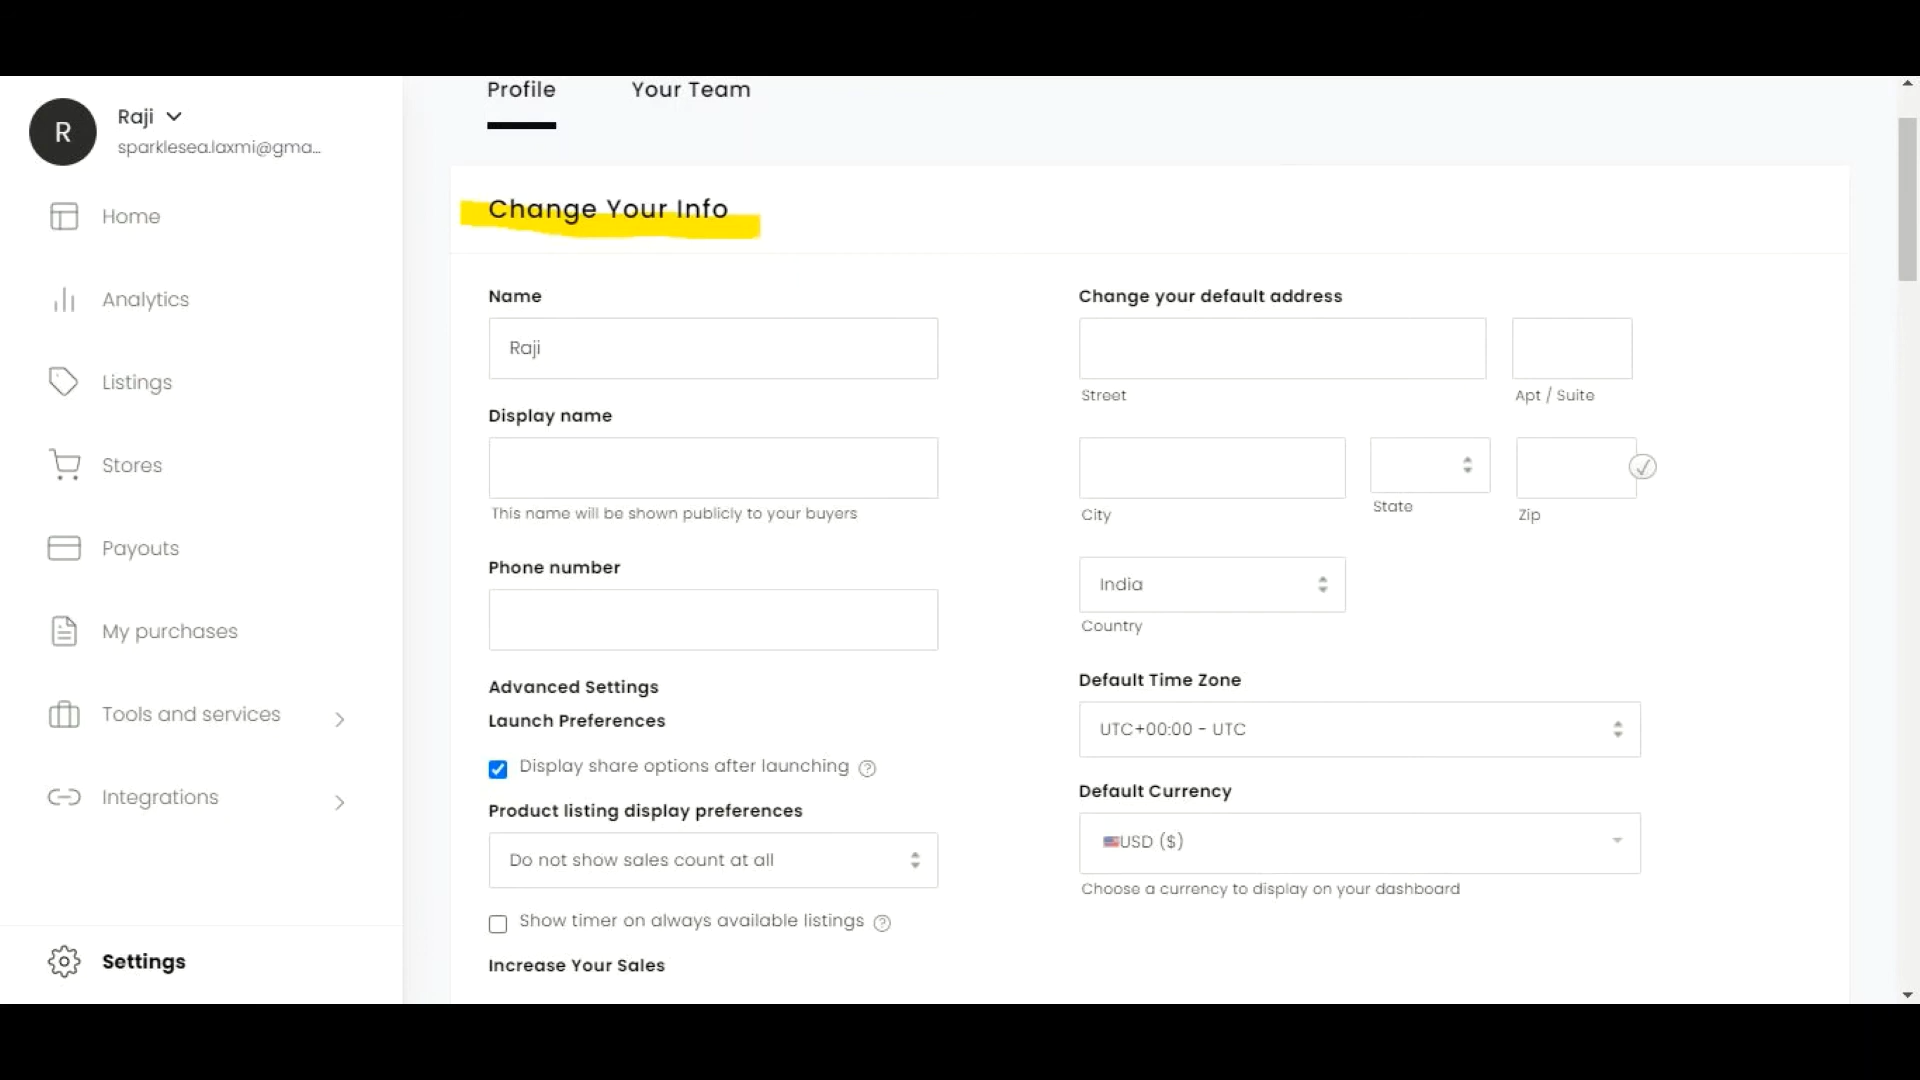 R
Raji
sparklesea.laxmi@gma...
Home
Analytics
Listings
Stores
Payouts
My purchases
Tools and services
Integrations
Settings
Profile
Your Team
Change Your Info
Name
Raji
Display name
This name will be shown publicly to your buyers
Phone number
Advanced Settings
Launch Preferences
Display share options after launching ?
Product listing display preferences
Do not show sales count at all
Show timer on always available listings ?
Increase Your Sales
Change your default address
Street
Apt / Suite
City
State
Zip
India
Country
Default Time Zone
UTC+00:00 - UTC
Default Currency
USD ($)
Choose a currency to display on your dashboard